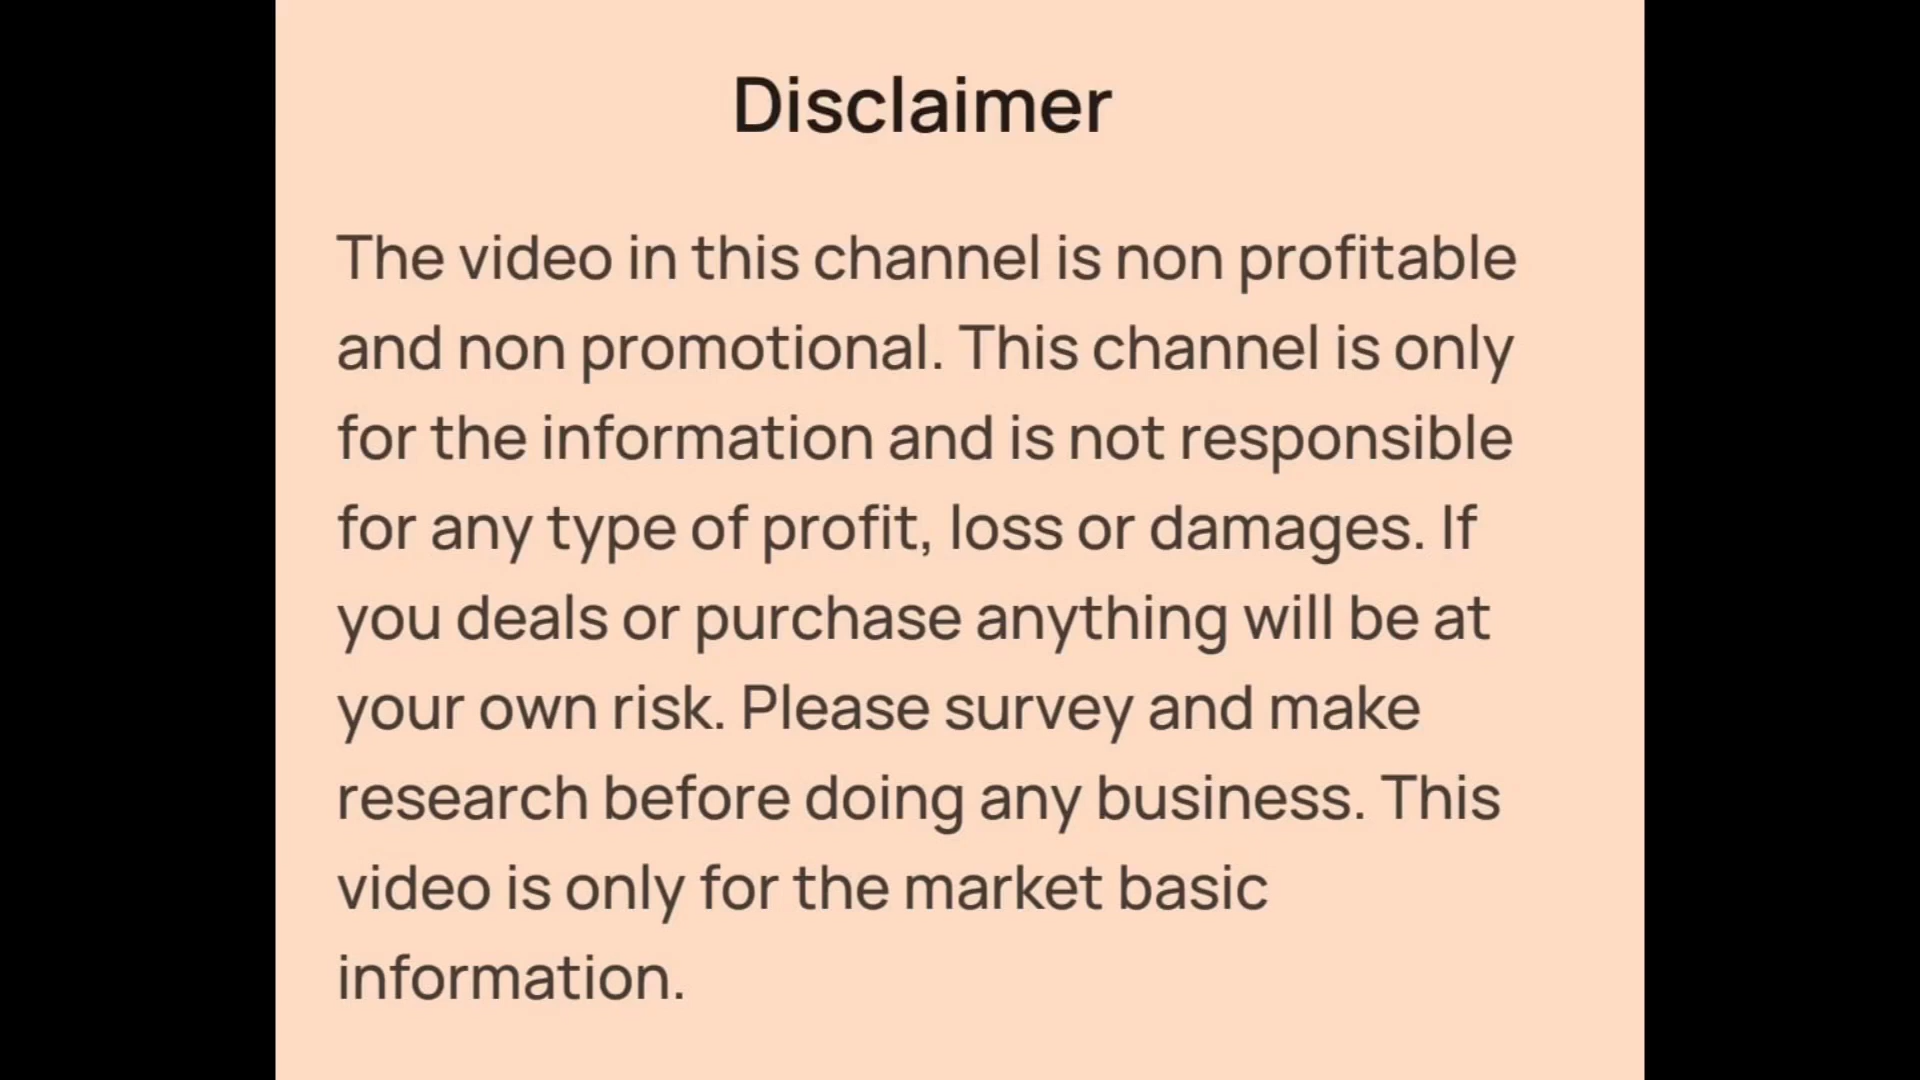 Disclaimer
The video in this channel is non profitable
and non promotional. This channel is only
for the information and is not responsible
for any type of profit, loss or damages. If
you deals or purchase anything will be at
your own risk. Please survey and make
research before doing any business. This
video is only for the market basic
information.